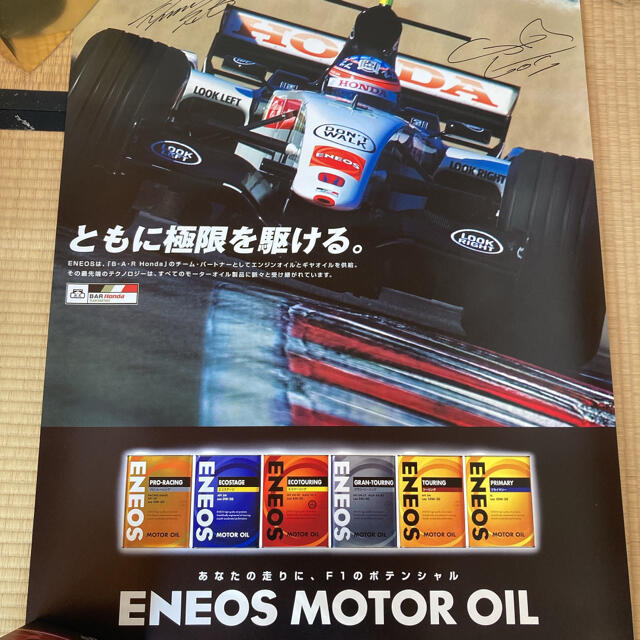 HONDA
HONDA
LOOK LEFT
DON'T WALK
ENEOS
LOOK RIGHT
LOOK LEFT
LOOK RIGHT
ともに極限を駆ける。
ENEOSは、「B・A・R Honda」のチーム・パートナーとしてエンジンオイルとギヤオイルを供給。
その最先端のテクノロジーは、すべてのモーターオイル製品に脈々と受け継がれています。
BAR Honda
ENEOS PRO-RACING MOTOR OIL
ENEOS ECOSTAGE MOTOR OIL
ENEOS ECOTOURING MOTOR OIL
ENEOS GRAN-TOURING MOTOR OIL
ENEOS TOURING MOTOR OIL
ENEOS PRIMARY MOTOR OIL
あなたの走りに、F1のポテンシャル
ENEOS MOTOR OIL